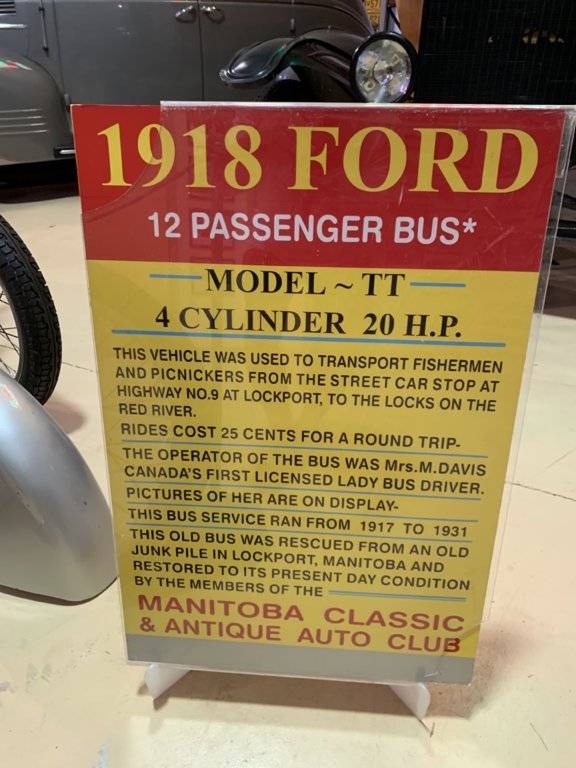 1918 FORD
12 PASSENGER BUS*
MODEL ~ TT
4 CYLINDER 20 H.P.
THIS VEHICLE WAS USED TO TRANSPORT FISHERMEN
AND PICNICKERS FROM THE STREET CAR STOP AT
HIGHWAY NO.9 AT LOCKPORT, TO THE LOCKS ON THE
RED RIVER.
RIDES COST 25 CENTS FOR A ROUND TRIP-
THE OPERATOR OF THE BUS WAS Mrs.M.DAVIS
CANADA'S FIRST LICENSED LADY BUS DRIVER.
PICTURES OF HER ARE ON DISPLAY-
THIS BUS SERVICE RAN FROM 1917 TO 1931
THIS OLD BUS WAS RESCUED FROM AN OLD
JUNK PILE IN LOCKPORT, MANITOBA AND
RESTORED TO ITS PRESENT DAY CONDITION
BY THE MEMBERS OF THE
MANITOBA CLASSIC
& ANTIQUE AUTO CLUB